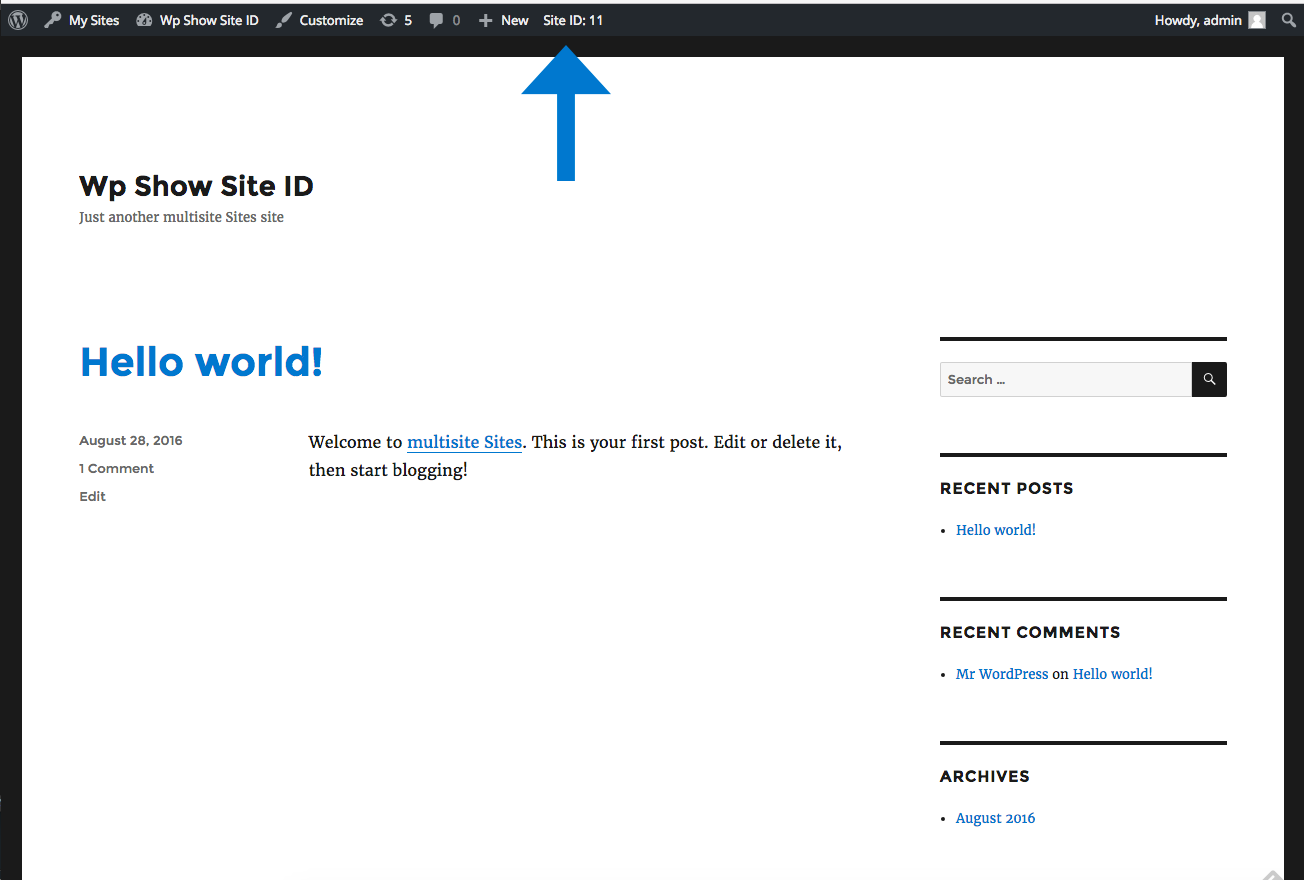 My Sites Wp Show Site ID Customize 5 0 New Site ID: 11 Howdy, admin
Wp Show Site ID
Just another multisite Sites site
Hello world!
August 28, 2016
1 Comment
Edit
Welcome to multisite Sites. This is your first post. Edit or delete it,
then start blogging!
Search ...
RECENT POSTS
Hello world!
RECENT COMMENTS
Mr WordPress on Hello world!
ARCHIVES
August 2016